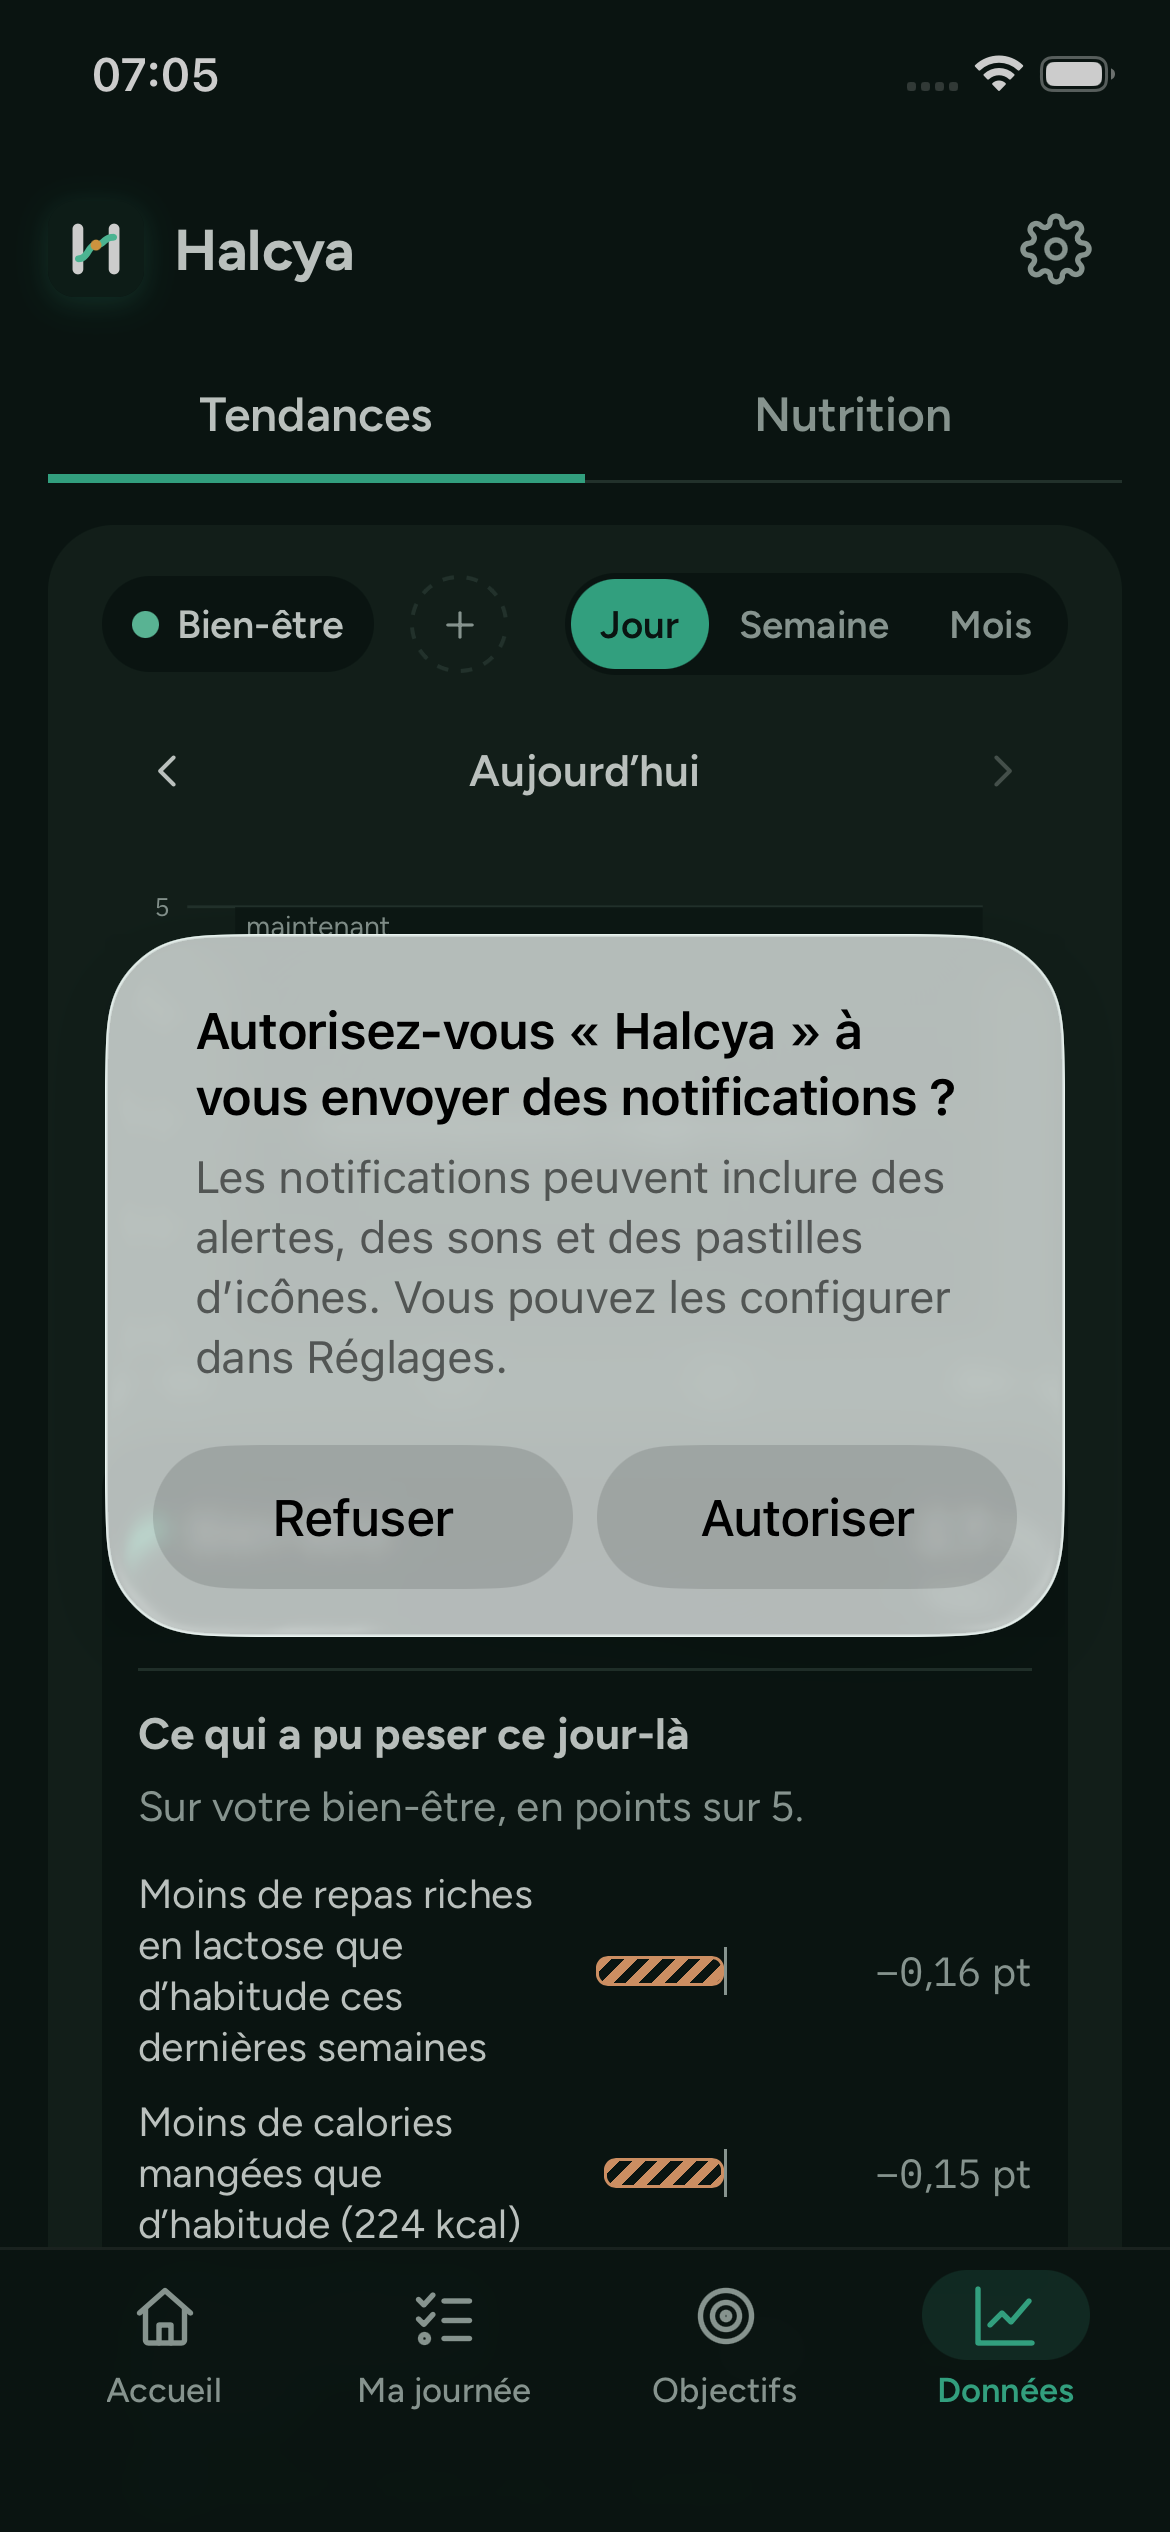 07:05
Halcya
Tendances
Nutrition
Bien-être
+
Jour
Semaine
Mois
Aujourd’hui
5
maintenant
Autorisez-vous « Halcya » à
vous envoyer des notifications ?
Les notifications peuvent inclure des
alertes, des sons et des pastilles
d’icônes. Vous pouvez les configurer
dans Réglages.
Refuser
Autoriser
Ce qui a pu peser ce jour-là
Sur votre bien-être, en points sur 5.
Moins de repas riches
en lactose que
d’habitude ces
dernières semaines
−0,16 pt
Moins de calories
mangées que
d’habitude (224 kcal)
−0,15 pt
Accueil
Ma journée
Objectifs
Données